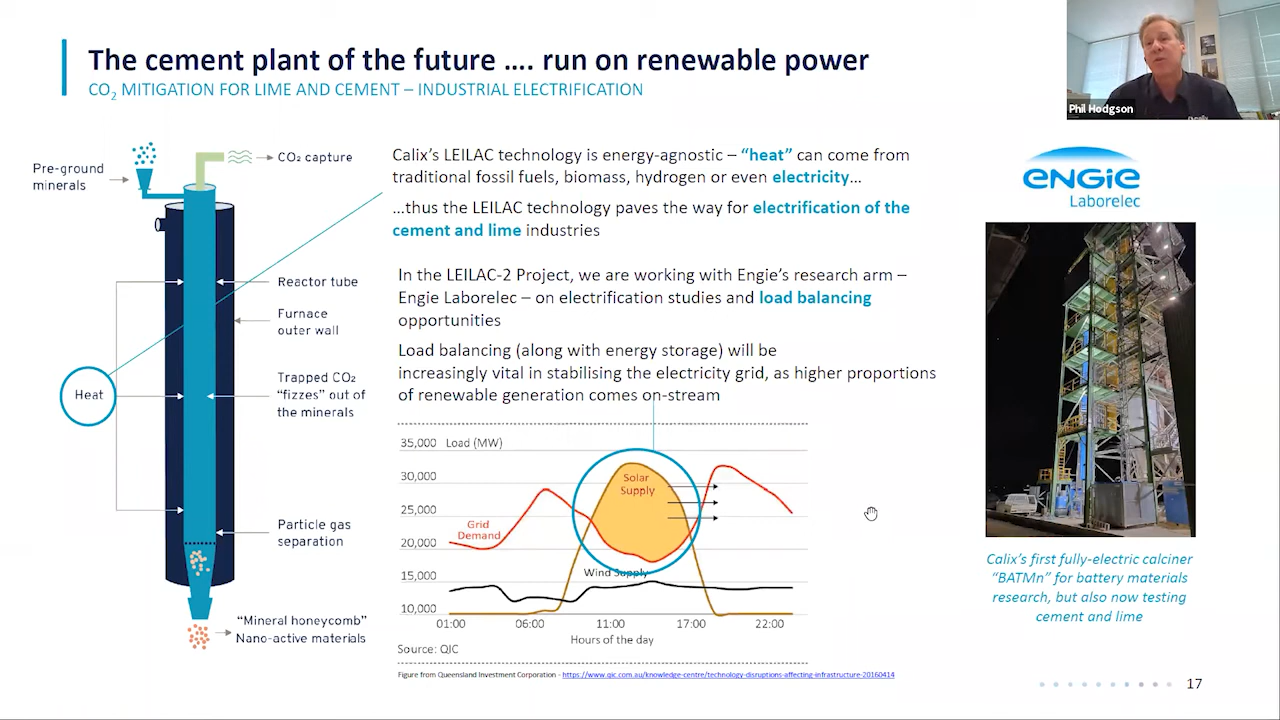 The cement plant of the future .... run on renewable power
CO2 MITIGATION FOR LIME AND CEMENT – INDUSTRIAL ELECTRIFICATION
Phil Hodgson
Pre-ground
minerals
CO2 capture
Reactor tube
Furnace
outer wall
Trapped CO2
“fizzes” out of
the minerals
Heat
Particle gas
separation
“Mineral honeycomb”
Nano-active materials
Calix’s LEILAC technology is energy-agnostic – “heat” can come from
traditional fossil fuels, biomass, hydrogen or even electricity…
…thus the LEILAC technology paves the way for electrification of the
cement and lime industries
In the LEILAC-2 Project, we are working with Engie’s research arm –
Engie Laborelec – on electrification studies and load balancing
opportunities
Load balancing (along with energy storage) will be
increasingly vital in stabilising the electricity grid, as higher proportions
of renewable generation comes on-stream
35,000 Load (MW)
30,000
25,000
20,000
15,000
10,000
Solar
Supply
Grid
Demand
Wind Supply
01:00 06:00 11:00 17:00 22:00
Hours of the day
Source: QIC
Figure from Queensland Investment Corporation - https://www.qic.com.au/knowledge-centre/technology-disruptions-affecting-infrastructure-20160414
ENGIE
Laborelec
Calix’s first fully-electric calciner
“BATMn” for battery materials
research, but also now testing
cement and lime
17